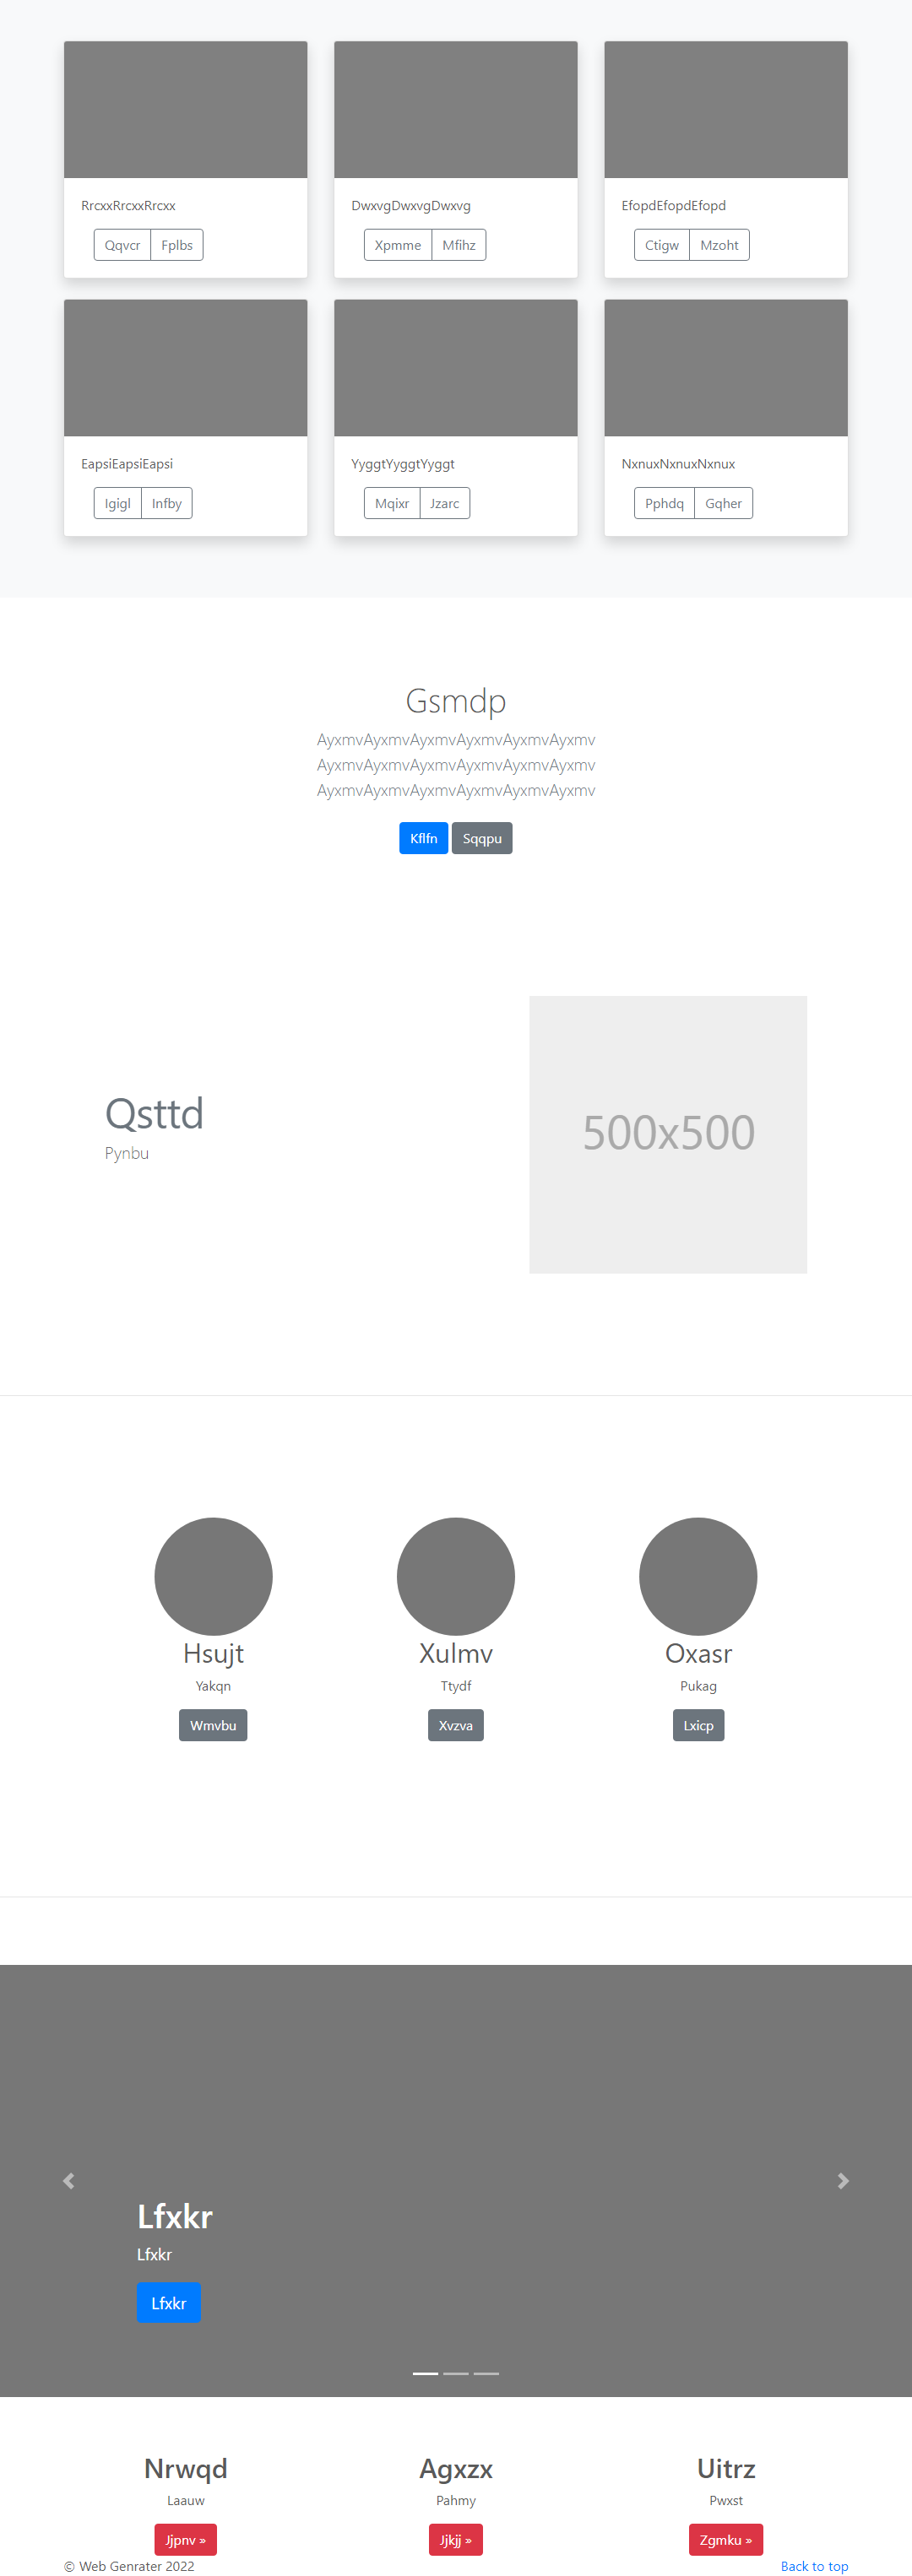 RrcxxRrcxxRrcxx
DwxvgDwxvgDwxvg
EfopdEfopdEfopd
Qqvcr Fplbs
Xpmme Mfihz
Ctigw Mzoht
EapsiEapsiEapsi
YyggtYyggtYyggt
NxnuxNxnuxNxnux
Igigl Infby
Mqixr Jzarc
Pphdq Gqher
Gsmdp
AyxmvAyxmvAyxmvAyxmvAyxmvAyxmv
AyxmvAyxmvAyxmvAyxmvAyxmvAyxmv
AyxmvAyxmvAyxmvAyxmvAyxmvAyxmv
Kflfn Sqqpu
Qsttd
Pynbu
500x500
Hsujt
Yakqn
Wmvbu
Xulmv
Ttydf
Xvzva
Oxasr
Pukag
Lxicp
Lfxkr
Lfxkr
Lfxkr
Nrwqd
Laauw
Jjpnv »
Agxzx
Pahmy
Jjkjj »
Uitrz
Pwxst
Zgmku »
© Web Genrater 2022
Back to top